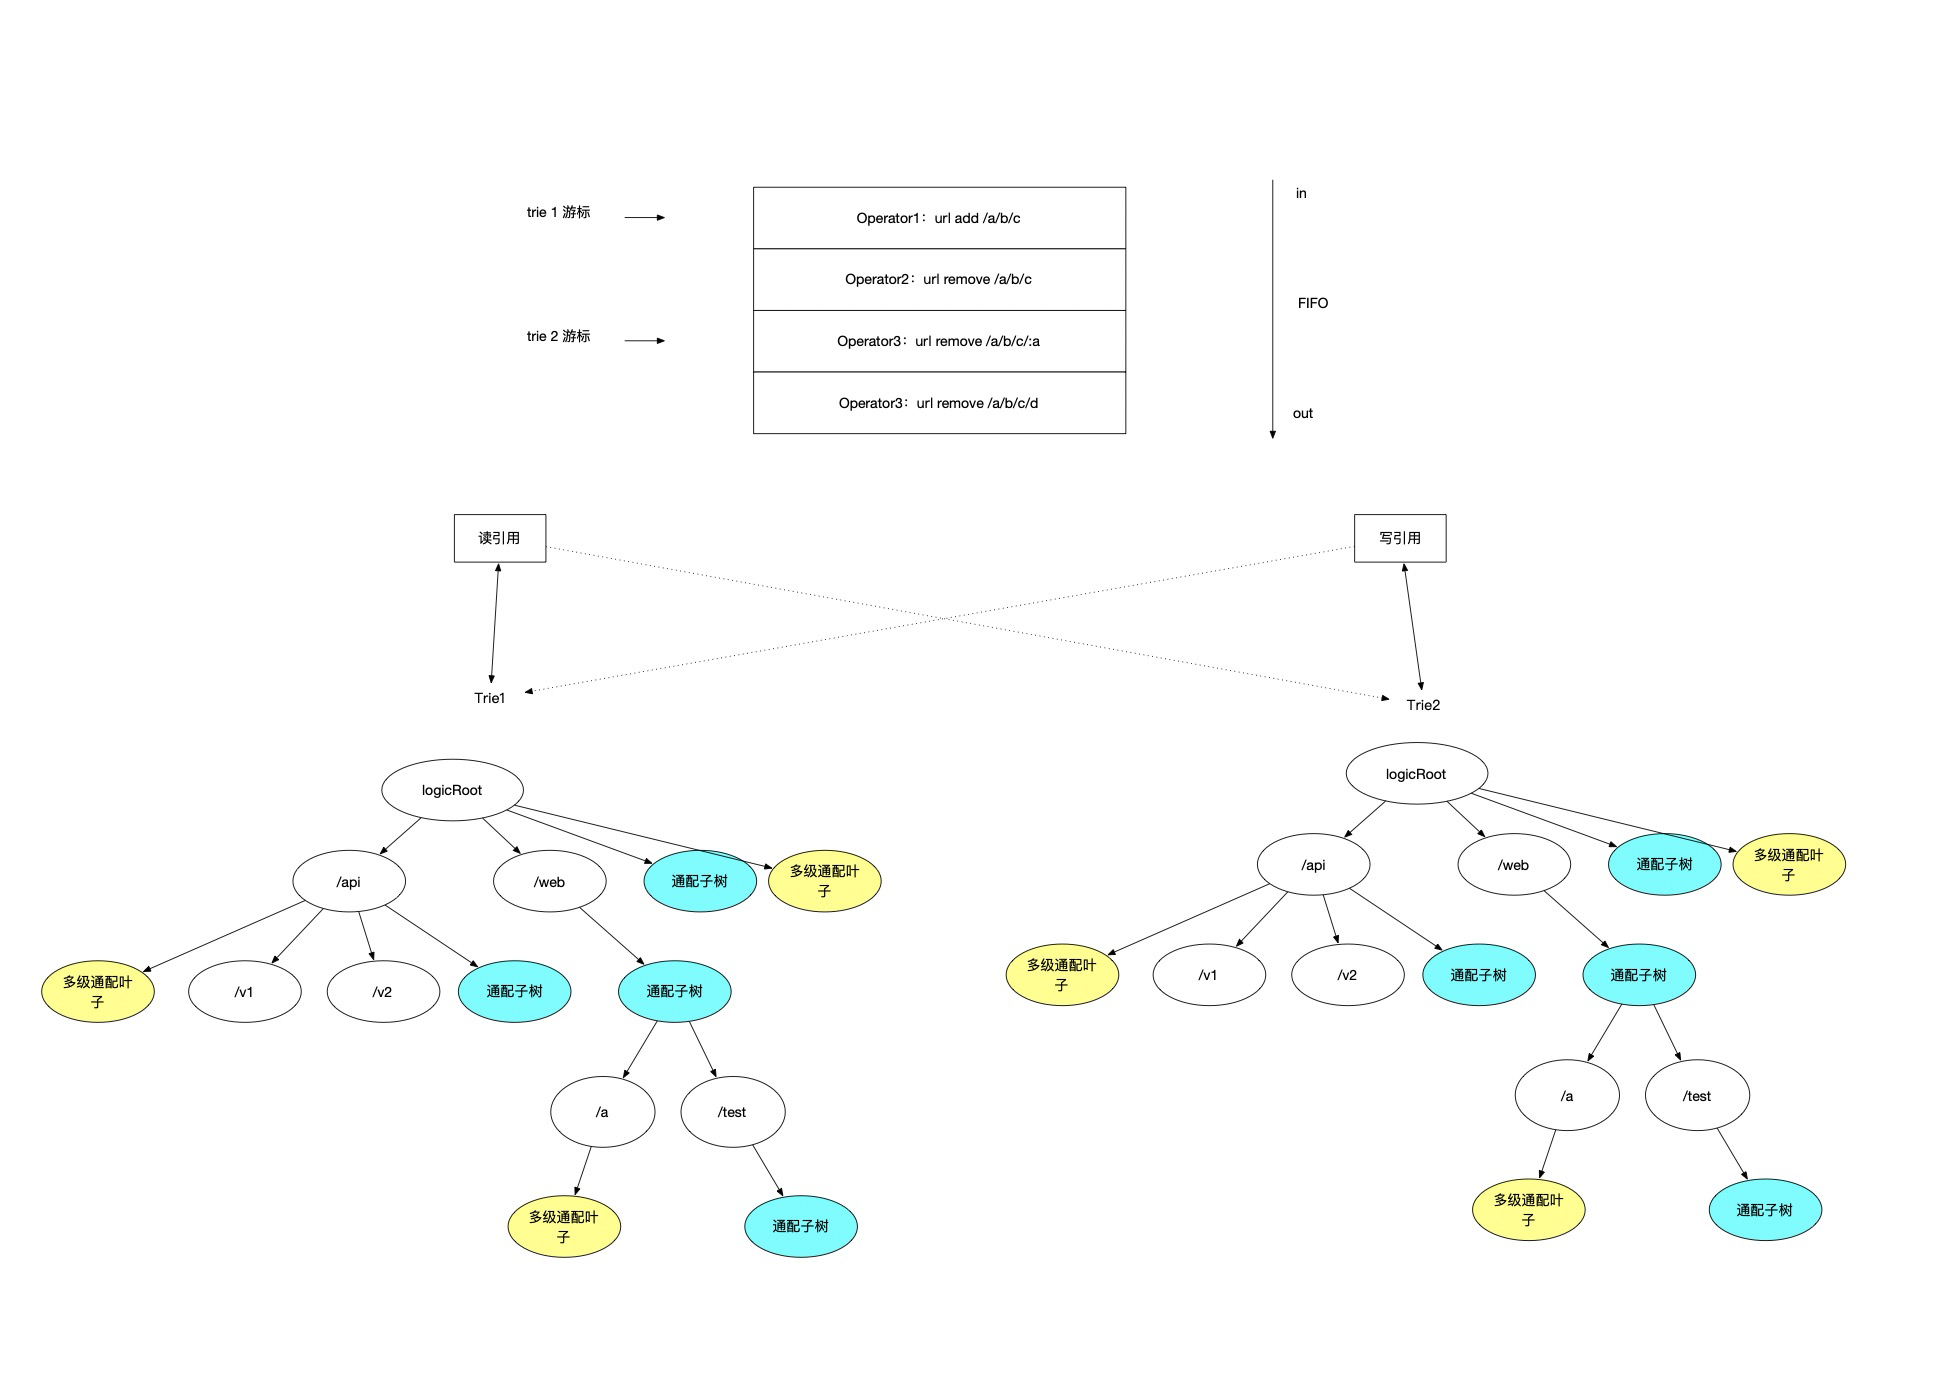 in
trie 1 游标
Operator1：url add /a/b/c
Operator2：url remove /a/b/c
FIFO
trie 2 游标
Operator3：url remove /a/b/c/:a
Operator3：url remove /a/b/c/d
out
读引用
写引用
Trie1
Trie2
logicRoot
/api
/web
通配子树
多级通配叶
子
多级通配叶
子
/v1
/v2
通配子树
通配子树
/a
/test
多级通配叶
子
通配子树
logicRoot
/api
/web
通配子树
多级通配叶
子
多级通配叶
子
/v1
/v2
通配子树
通配子树
/a
/test
多级通配叶
子
通配子树